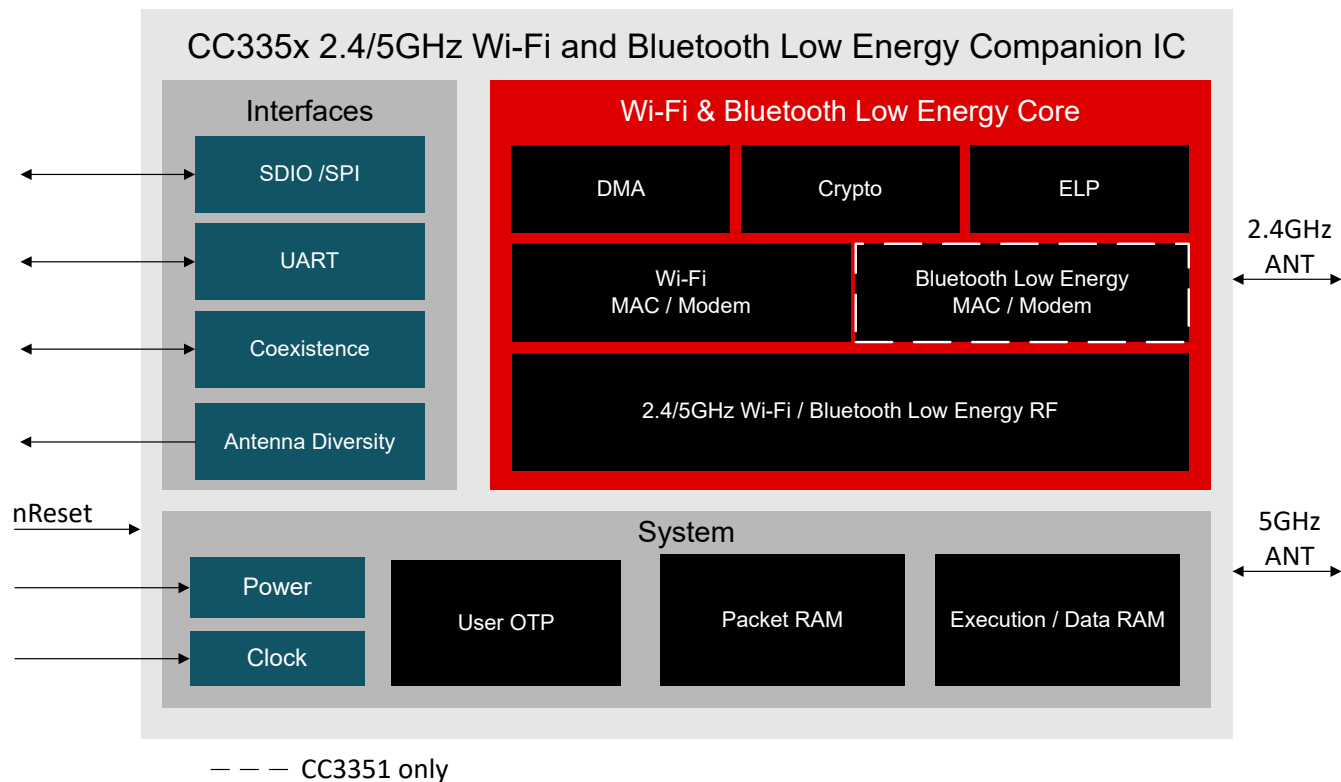 CC335x 2.4/5GHz Wi-Fi and Bluetooth Low Energy Companion IC
Interfaces
SDIO /SPI
UART
Coexistence
Antenna Diversity
Wi-Fi & Bluetooth Low Energy Core
DMA
Crypto
ELP
Wi-Fi
MAC / Modem
Bluetooth Low Energy
MAC / Modem
2.4/5GHz Wi-Fi / Bluetooth Low Energy RF
2.4GHz
ANT
nReset
5GHz
ANT
System
Power
Clock
User OTP
Packet RAM
Execution / Data RAM
CC3351 only